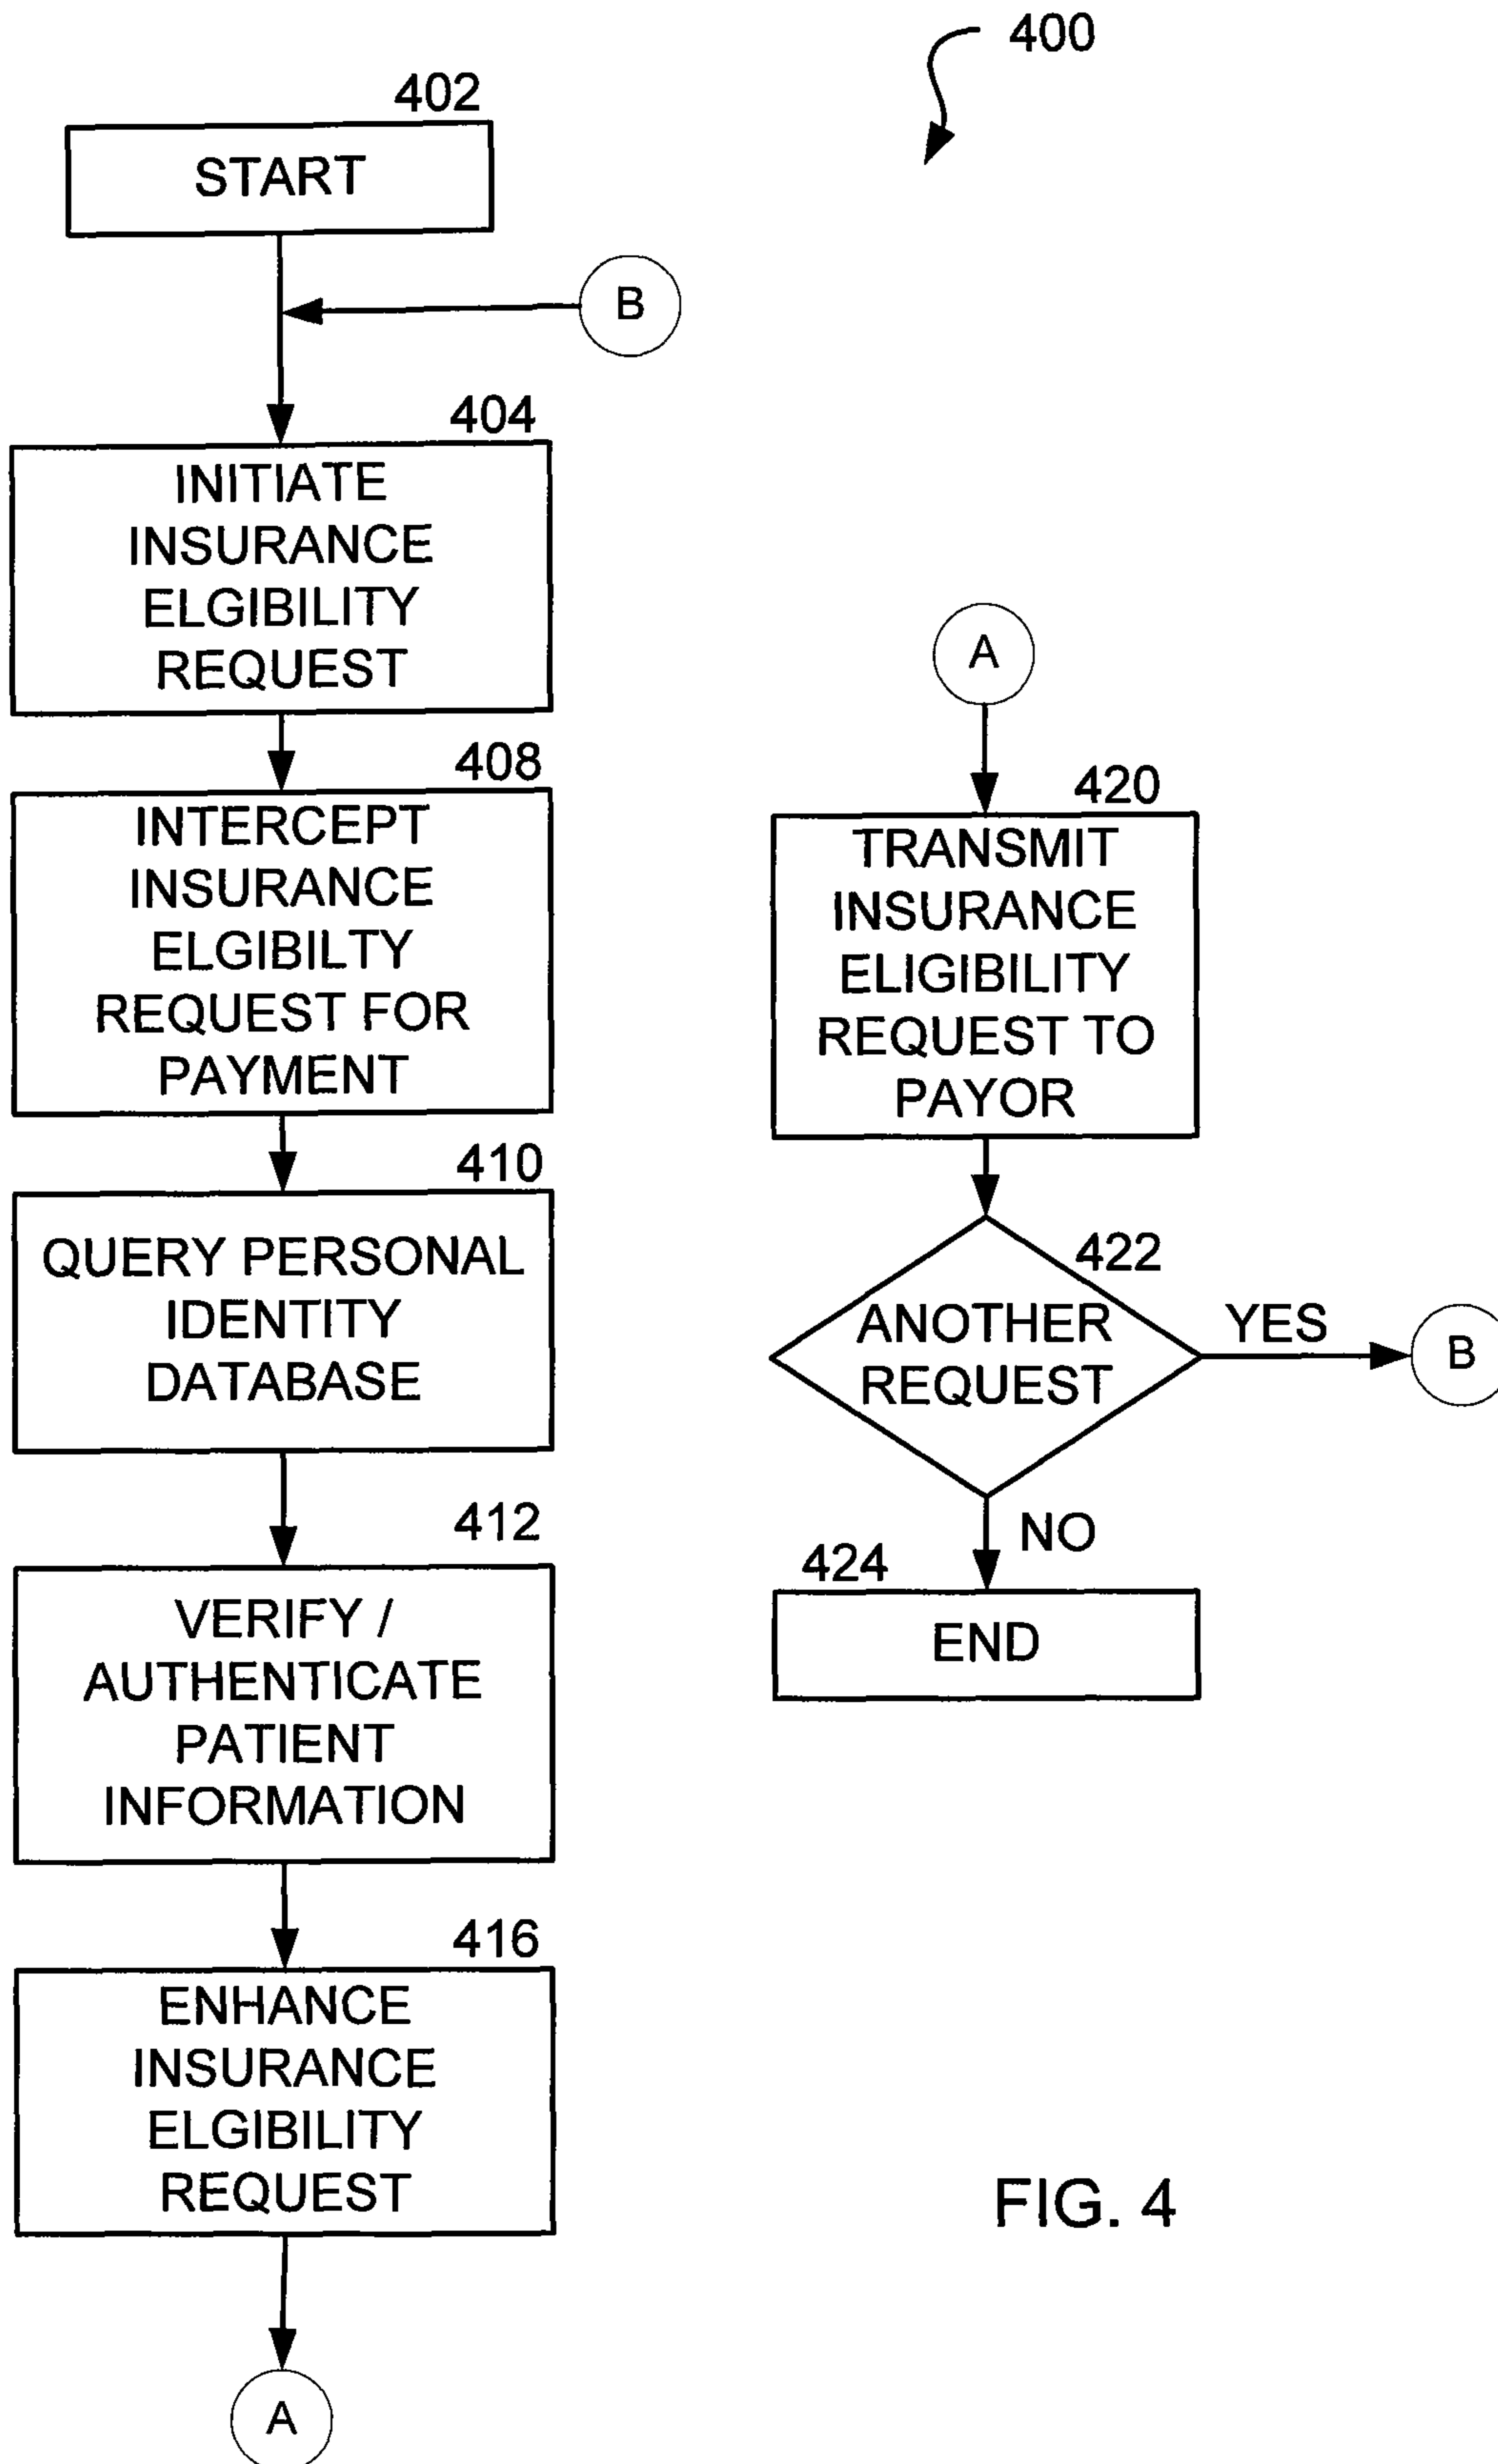 400
402
START
B
404
INITIATE
INSURANCE
ELGIBILITY
REQUEST
408
INTERCEPT
INSURANCE
ELGIBILTY
REQUEST FOR
PAYMENT
410
QUERY PERSONAL
IDENTITY
DATABASE
412
VERIFY /
AUTHENTICATE
PATIENT
INFORMATION
416
ENHANCE
INSURANCE
ELGIBILITY
REQUEST
A
A
420
TRANSMIT
INSURANCE
ELIGIBILITY
REQUEST TO
PAYOR
422
ANOTHER
REQUEST
YES
B
NO
424
END
FIG. 4